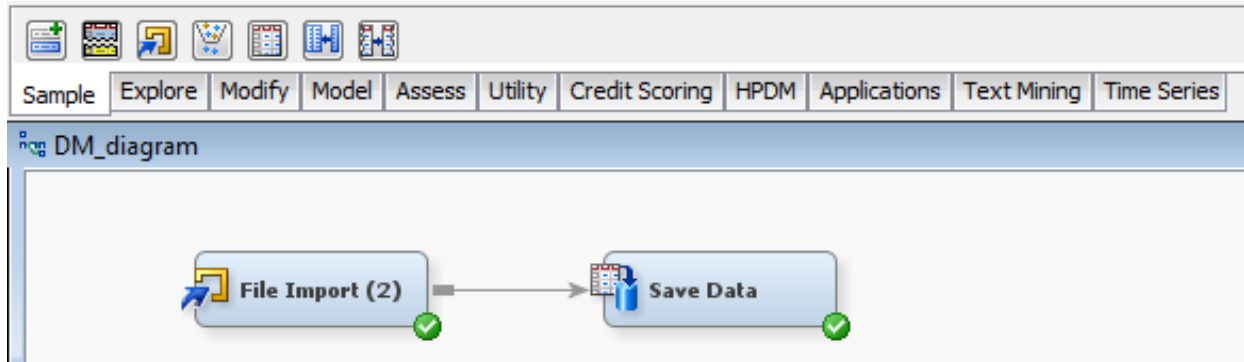 Sample Explore Modify Model Assess Utility Credit Scoring HPDM Applications Text Mining Time Series
DM_diagram
File Import (2) Save Data